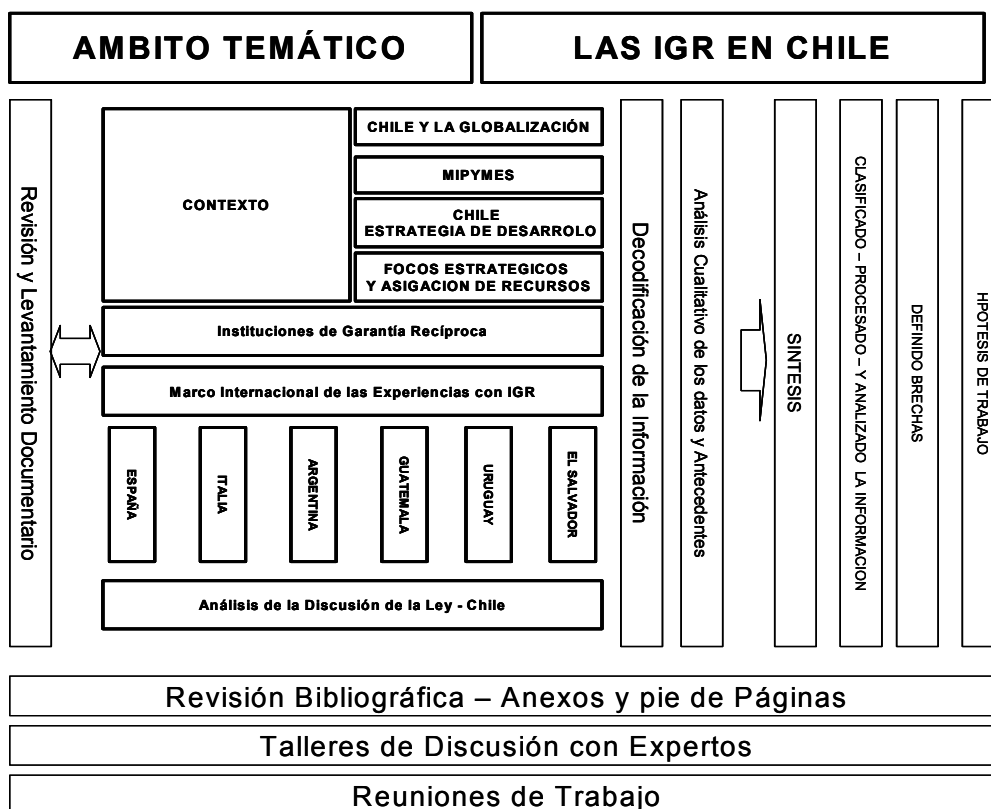 AMBITO TEMÁTICO
LAS IGR EN CHILE
Revisión y Levantamiento Documentario
CONTEXTO
CHILE Y LA GLOBALIZACIÓN
MIPYMES
CHILE
ESTRATEGIA DE DESARROLO
FOCOS ESTRATEGICOS
Y ASIGACION DE RECURSOS
Instituciones de Garantía Recíproca
Marco Internacional de las Experiencias con IGR
ESPAÑA
ITALIA
ARGENTINA
GUATEMALA
URUGUAY
EL SALVADOR
Análisis de la Discusión de la Ley - Chile
Decodificación de la Información
Análisis Cualitativo de los datos y Antecedentes
SINTESIS
CLASIFICADO – PROCESADO – Y ANALIZADO LA INFORMACION
DEFINIDO BRECHAS
HPOTESIS DE TRABAJO
Revisión Bibliográfica – Anexos y pie de Páginas
Talleres de Discusión con Expertos
Reuniones de Trabajo